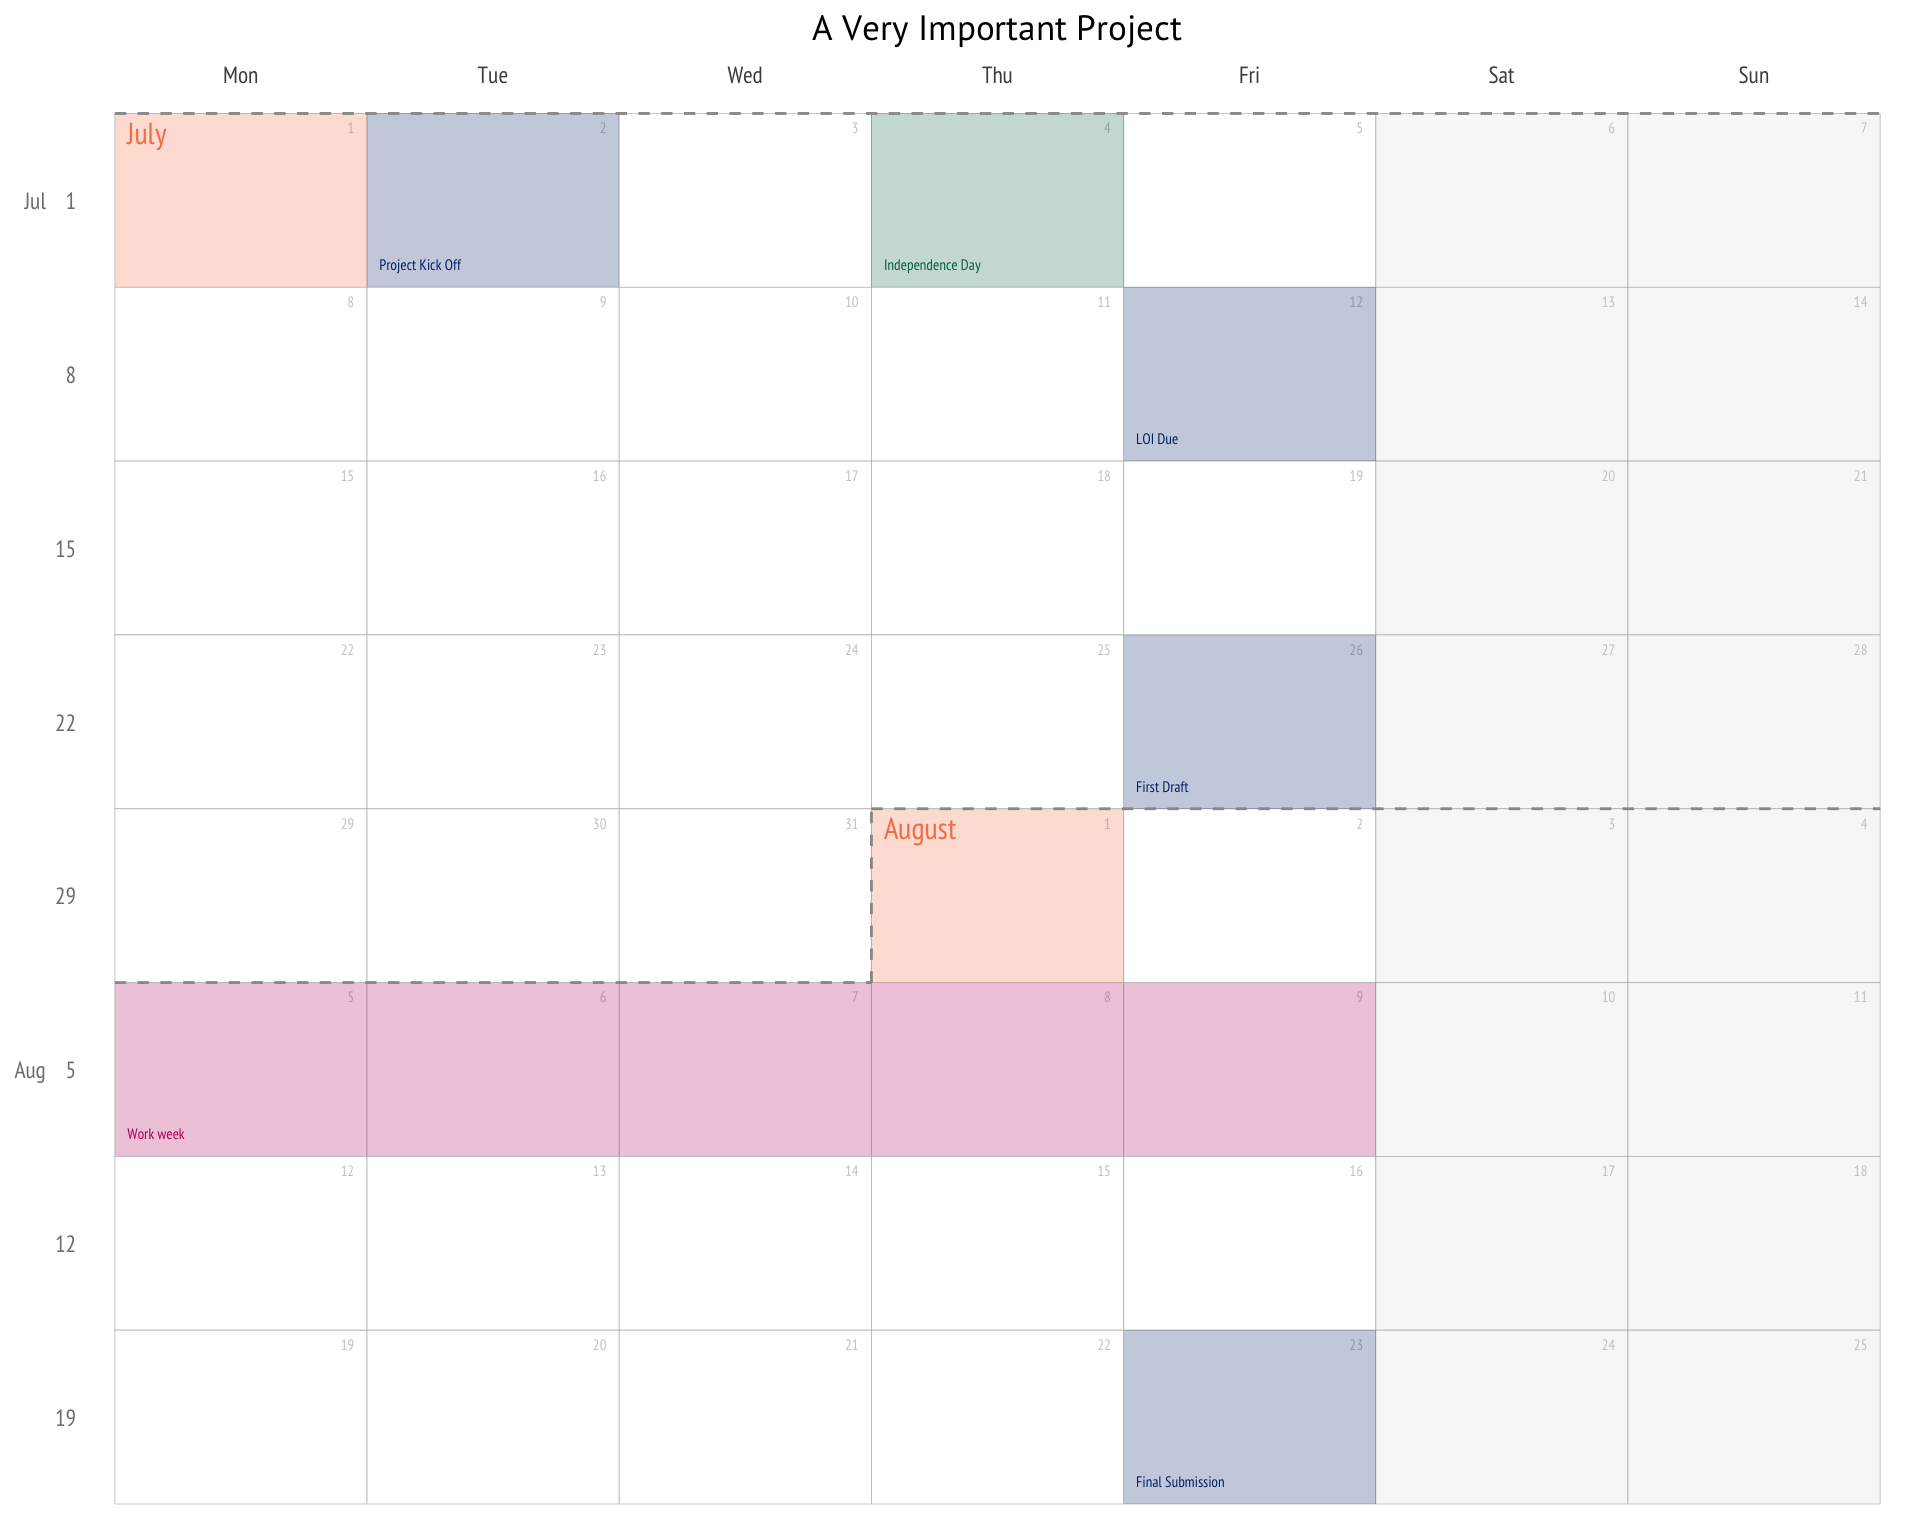 A Very Important Project
Mon Tue Wed Thu Fri Sat Sun
July 1 2 3 4 5 6 7
Jul 1
Project Kick Off Independence Day
8 9 10 11 12 13 14
8
LOI Due
15 16 17 18 19 20 21
15
22 23 24 25 26 27 28
22
First Draft
29 30 31 August 1 2 3 4
29
5 6 7 8 9 10 11
Aug 5
Work week
12 13 14 15 16 17 18
12
19 20 21 22 23 24 25
19
Final Submission